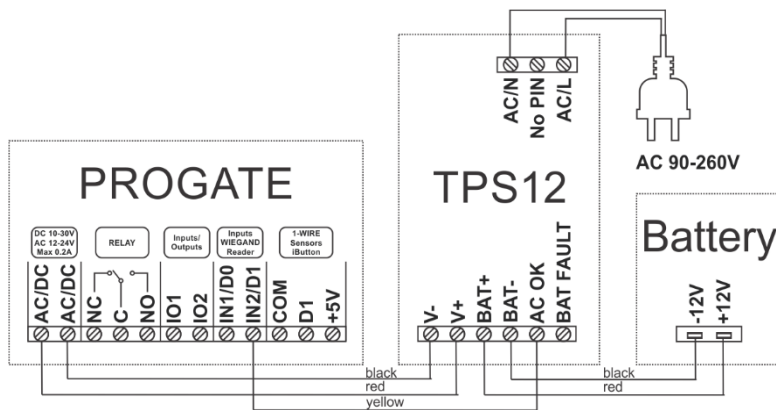 AC/N
No PIN
AC/L
AC 90-260V
PROGATE
TPS12
Battery
DC 10-30V
AC 12-24V
Max 0.2A
RELAY
Inputs/
Outputs
Inputs
WIEGAND
Reader
1-WIRE
Sensors
iButton
AC/DC
AC/DC
NC
C
NO
IO1
IO2
IN1/D0
IN2/D1
COM
D1
+5V
V-
V+
BAT+
BAT-
AC OK
BAT FAULT
-12V
+12V
black
red
yellow
black
red